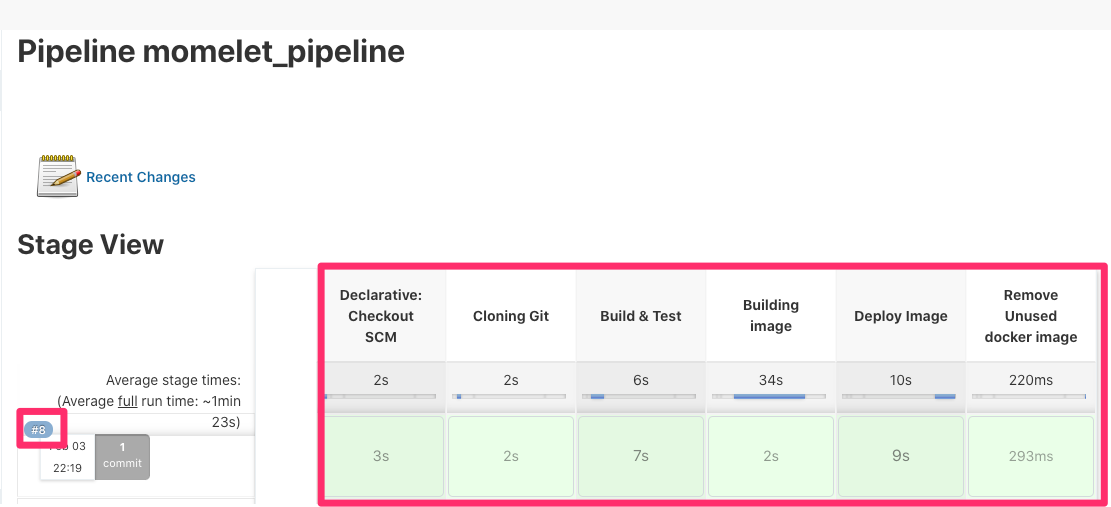 Pipeline momelet_pipeline
Recent Changes
Stage View
Declarative:
Checkout
SCM
Cloning Git
Build & Test
Building
image
Deploy Image
Remove
Unused
docker image
Average stage times:
(Average full run time: ~1min
23s)
2s
2s
6s
34s
10s
220ms
#8
03
22:19
1
commit
3s
2s
7s
2s
9s
293ms